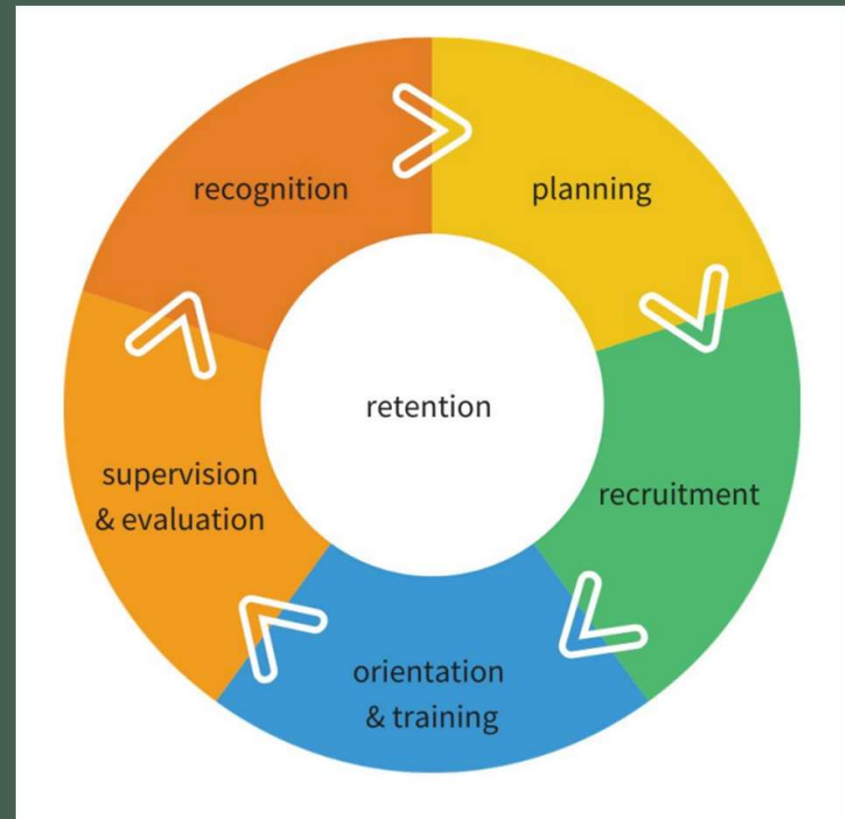 recognition
planning
retention
supervision
& evaluation
recruitment
orientation
& training